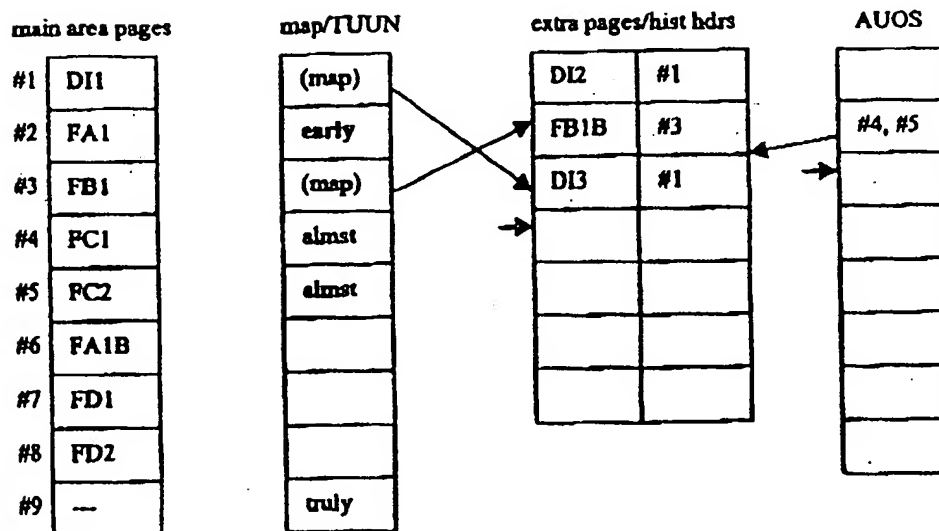 main area pages map/TUUN extra pages/hist hdrs AUOS
#1 DI1 (map) DI2 #1
#2 FA1 early FB1B #3 #4, #5
#3 FB1 (map) DI3 #1
#4 FC1 almst
#5 FC2 almst
#6 FA1B
#7 FD1
#8 FD2
#9 --- truly